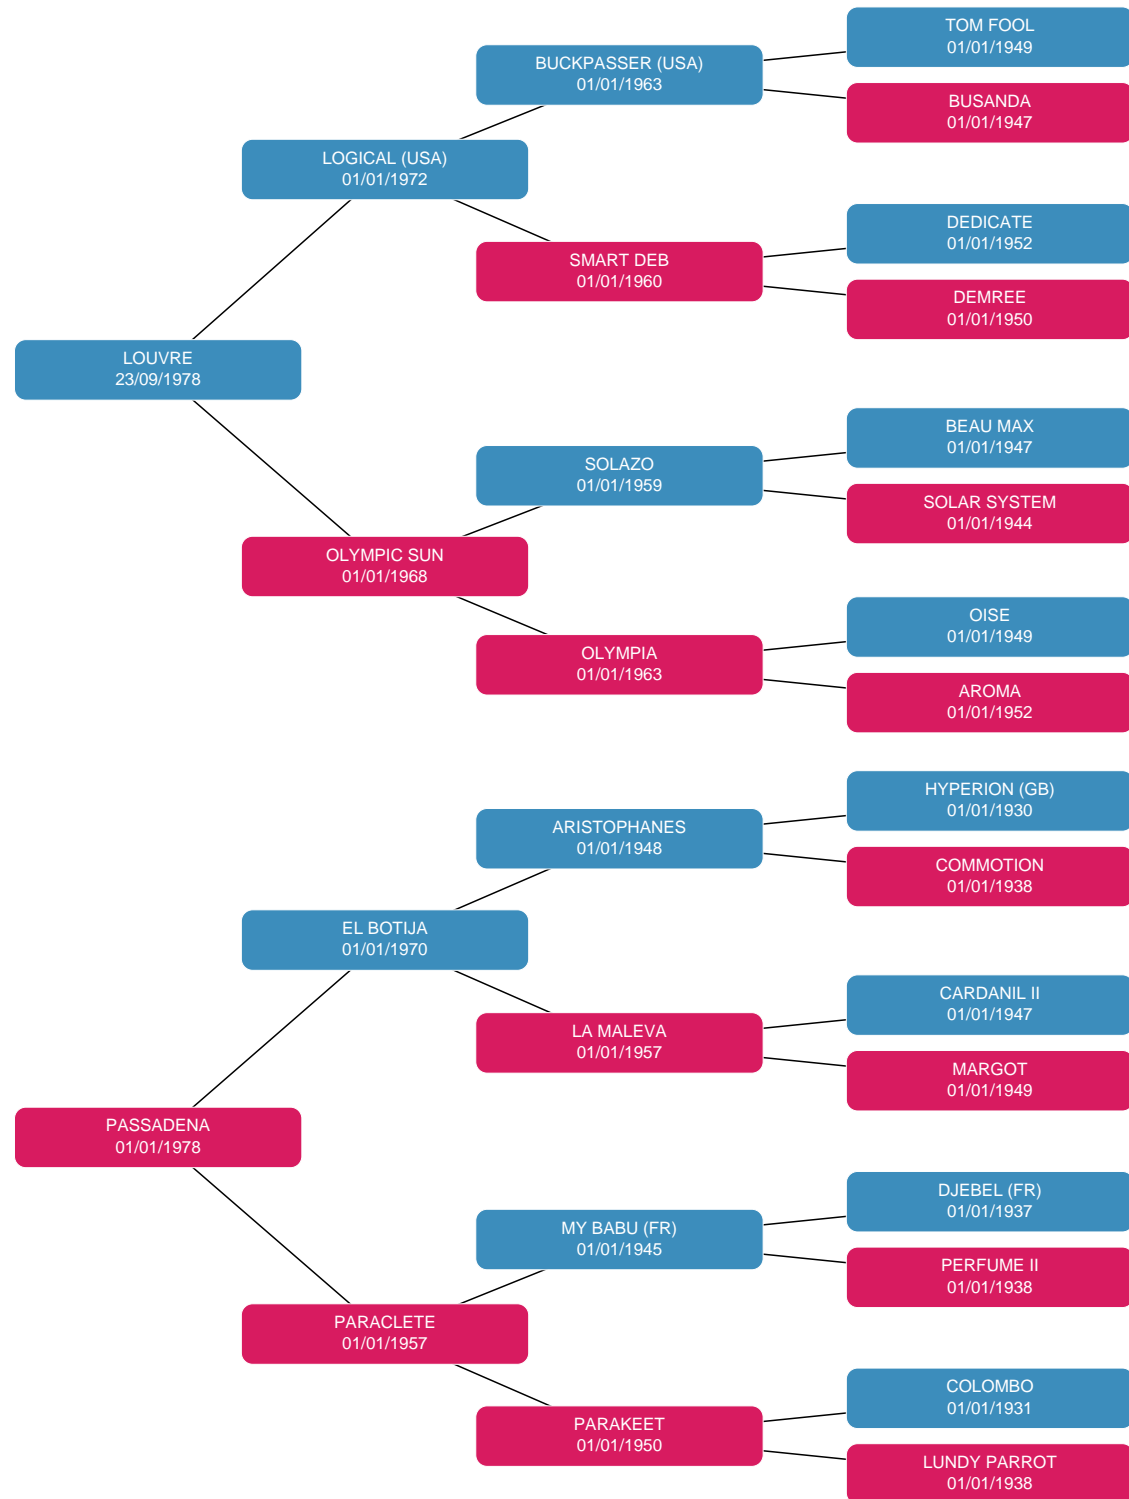 TOM FOOL
01/01/1949
BUCKPASSER (USA)
01/01/1963
BUSANDA
01/01/1947
LOGICAL (USA)
01/01/1972
DEDICATE
01/01/1952
SMART DEB
01/01/1960
DEMREE
01/01/1950
LOUVRE
23/09/1978
BEAU MAX
01/01/1947
SOLAZO
01/01/1959
SOLAR SYSTEM
01/01/1944
OLYMPIC SUN
01/01/1968
OISE
01/01/1949
OLYMPIA
01/01/1963
AROMA
01/01/1952
HYPERION (GB)
01/01/1930
ARISTOPHANES
01/01/1948
COMMOTION
01/01/1938
EL BOTIJA
01/01/1970
CARDANIL II
01/01/1947
LA MALEVA
01/01/1957
MARGOT
01/01/1949
PASSADENA
01/01/1978
DJEBEL (FR)
01/01/1937
MY BABU (FR)
01/01/1945
PERFUME II
01/01/1938
PARACLETE
01/01/1957
COLOMBO
01/01/1931
PARAKEET
01/01/1950
LUNDY PARROT
01/01/1938